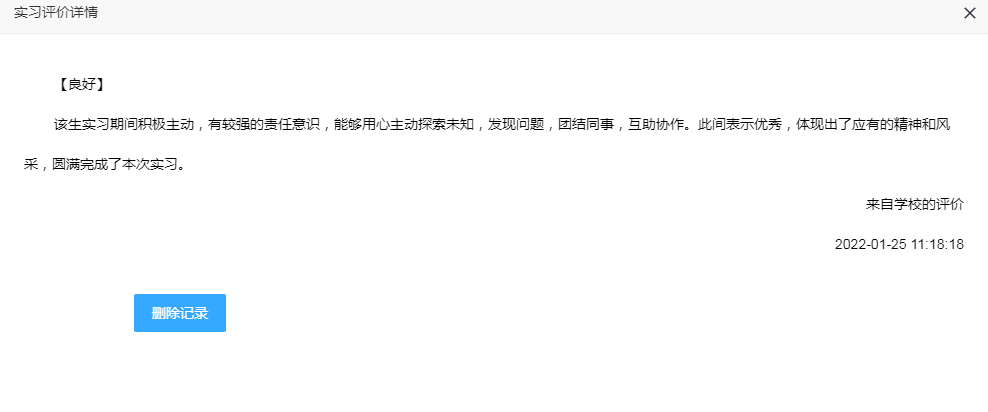 实习评价详情
【良好】
该生实习期间积极主动，有较强的责任意识，能够用心主动探索未知，发现问题，团结同事，互助协作。此间表示优秀，体现出了应有的精神和风
采，圆满完成了本次实习。
来自学校的评价
2022-01-25 11:18:18
删除记录